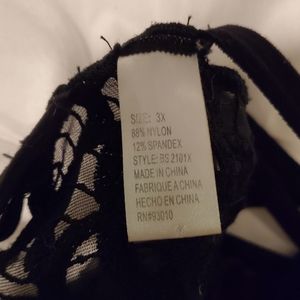 SIZE: 3X
88% NYLON
12% SPANDEX
STYLE: BS 2101X
MADE IN CHINA
FABRIQUE A CHINA
HECHO EN CHINA
RN#93010